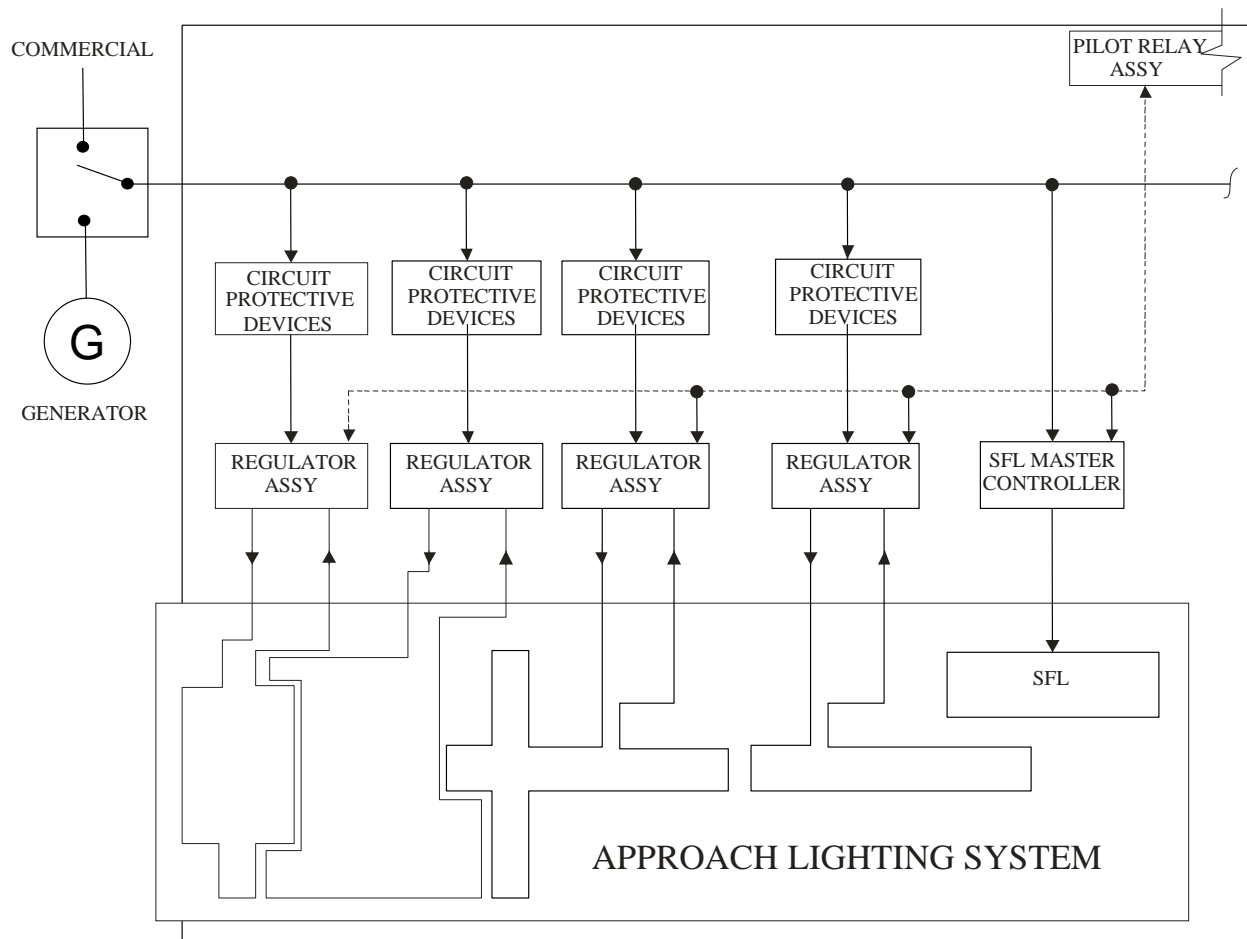 COMMERCIAL
PILOT RELAY
ASSY
CIRCUIT
PROTECTIVE
DEVICES
CIRCUIT
PROTECTIVE
DEVICES
CIRCUIT
PROTECTIVE
DEVICES
CIRCUIT
PROTECTIVE
DEVICES
G
GENERATOR
REGULATOR
ASSY
REGULATOR
ASSY
REGULATOR
ASSY
REGULATOR
ASSY
SFL MASTER
CONTROLLER
SFL
APPROACH LIGHTING SYSTEM